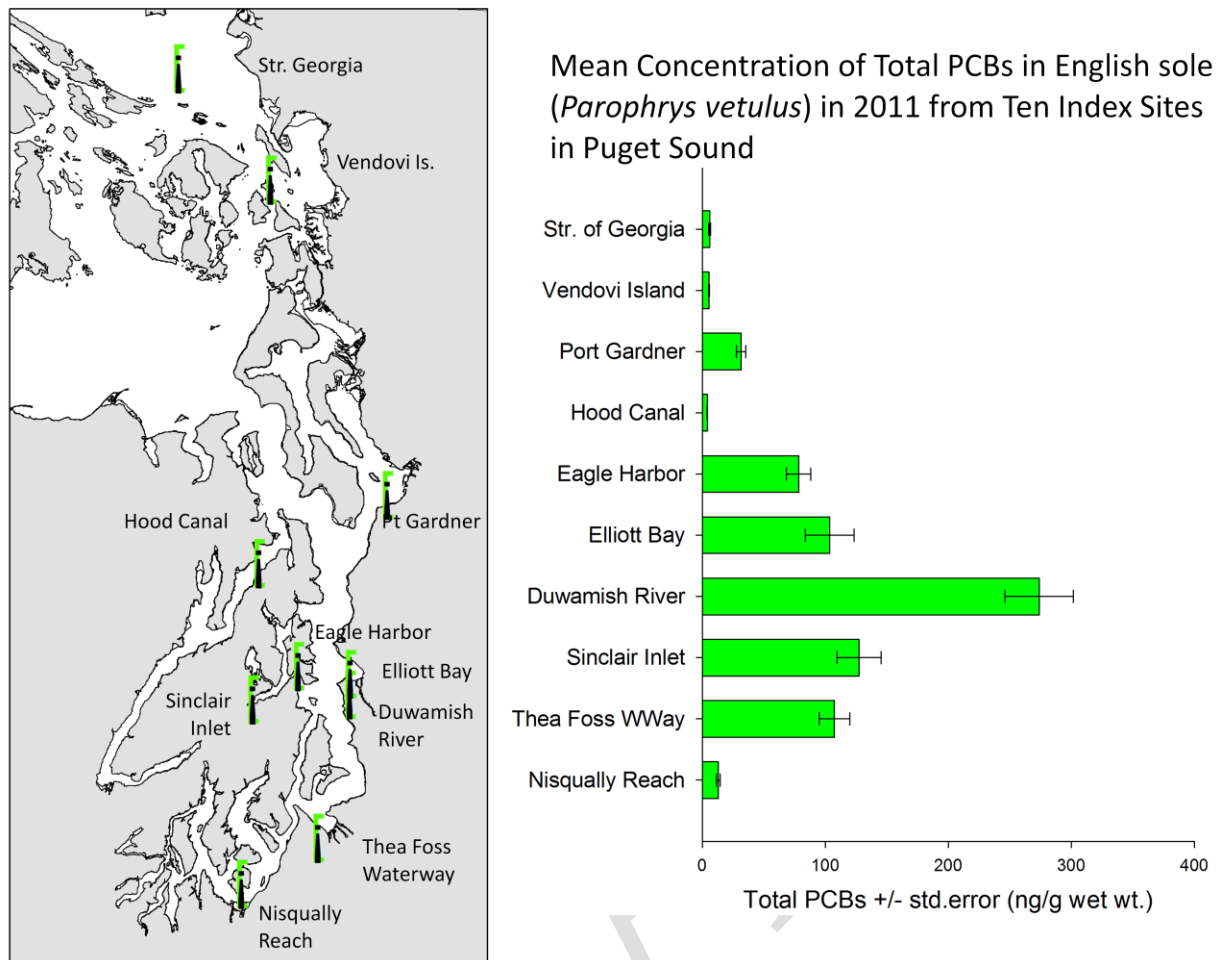 Str. Georgia
Vendovi Is.
Pt Gardner
Hood Canal
Eagle Harbor
Elliott Bay
Sinclair
Inlet
Duwamish
River
Thea Foss
Waterway
Nisqually
Reach
Mean Concentration of Total PCBs in English sole
(Parophrys vetulus) in 2011 from Ten Index Sites
in Puget Sound
Str. of Georgia
Vendovi Island
Port Gardner
Hood Canal
Eagle Harbor
Elliott Bay
Duwamish River
Sinclair Inlet
Thea Foss WWay
Nisqually Reach
0 100 200 300 400
Total PCBs +/- std.error (ng/g wet wt.)